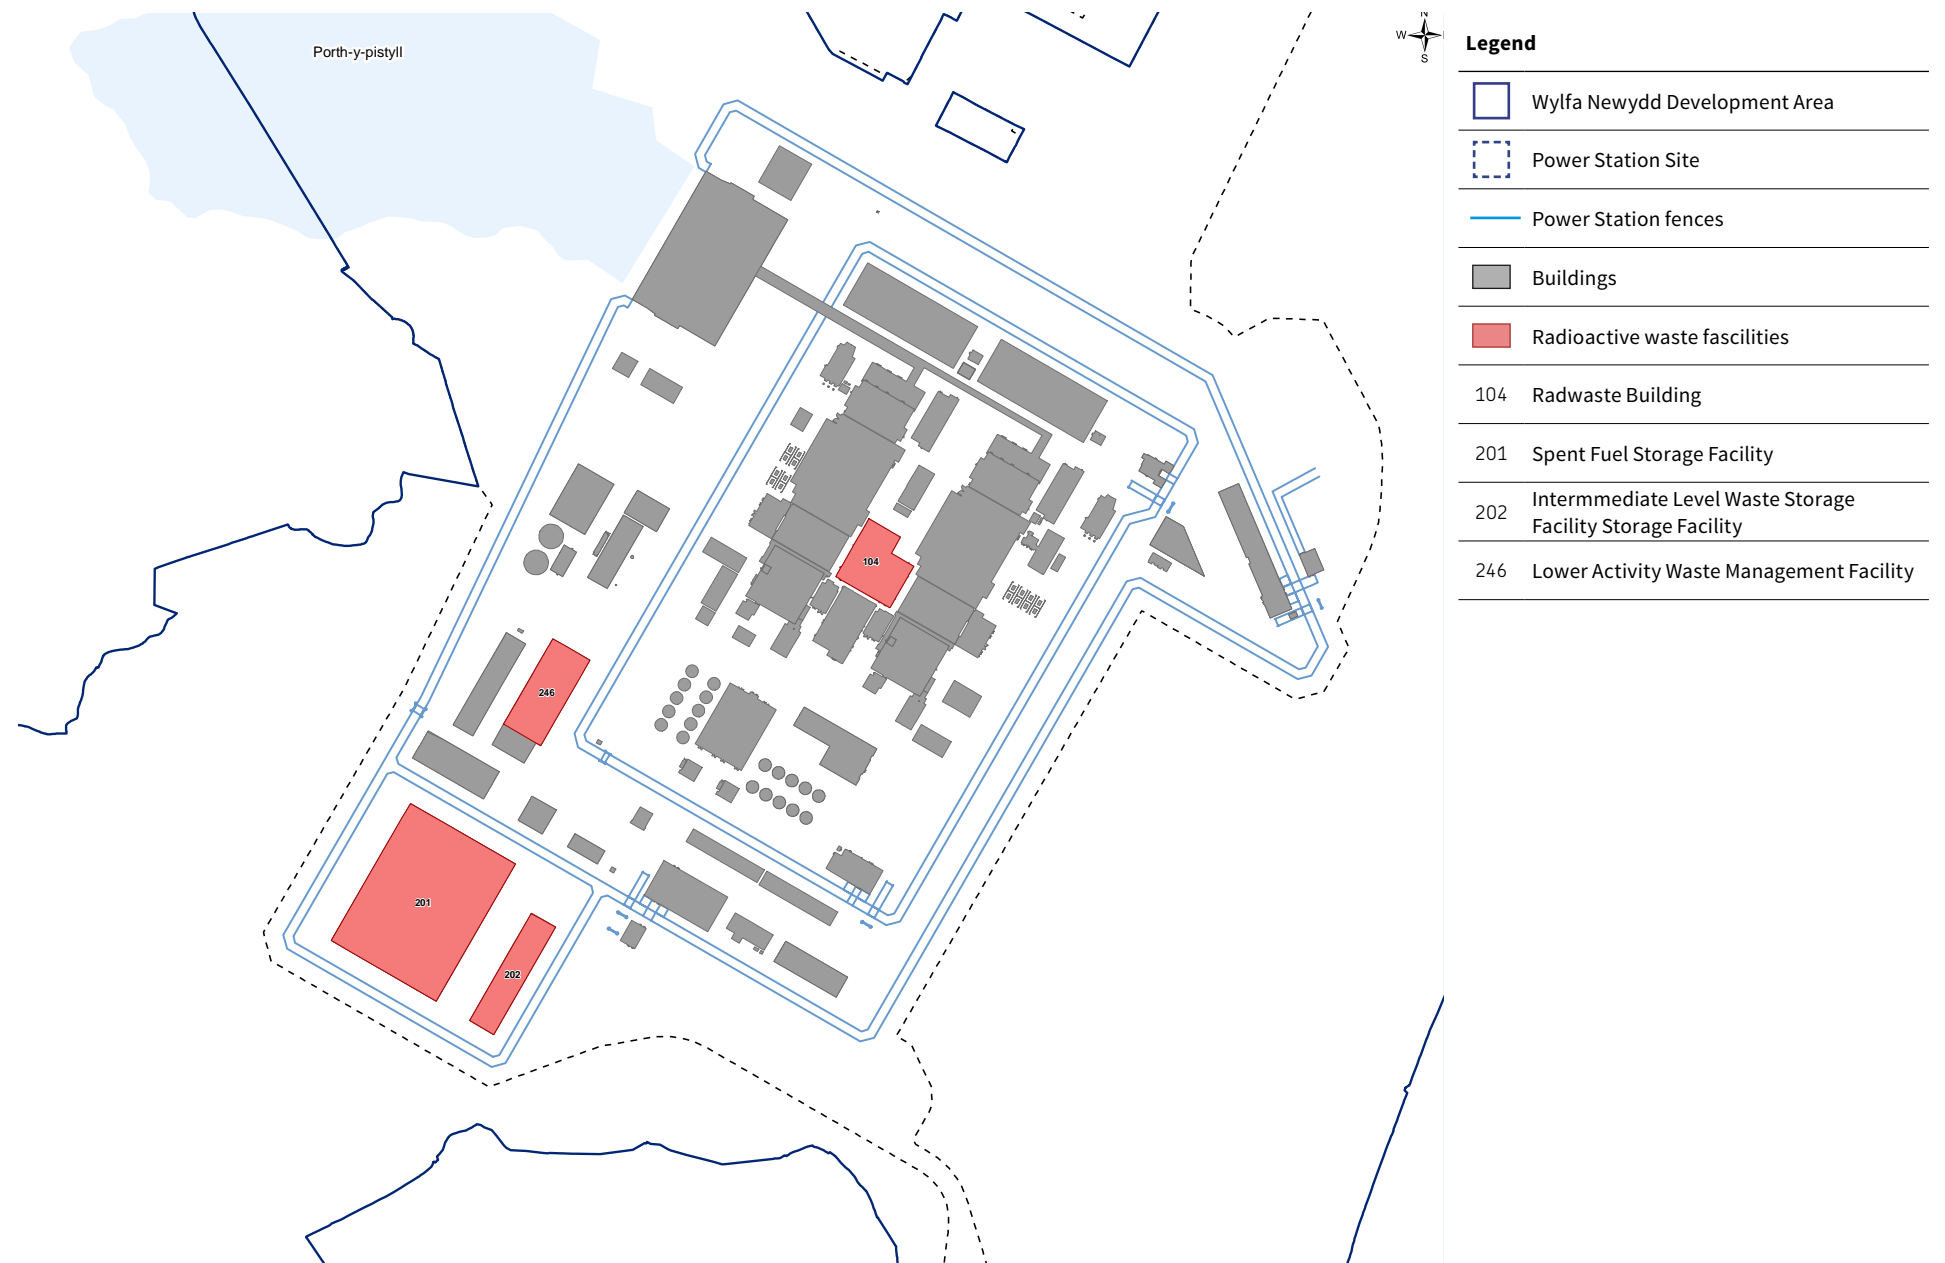 Porth-y-pistyll
N
W
S
104
246
201
202
Legend
Wylfa Newydd Development Area
Power Station Site
Power Station fences
Buildings
Radioactive waste fascilities
104 Radwaste Building
201 Spent Fuel Storage Facility
202 Intermmediate Level Waste Storage
Facility Storage Facility
246 Lower Activity Waste Management Facility